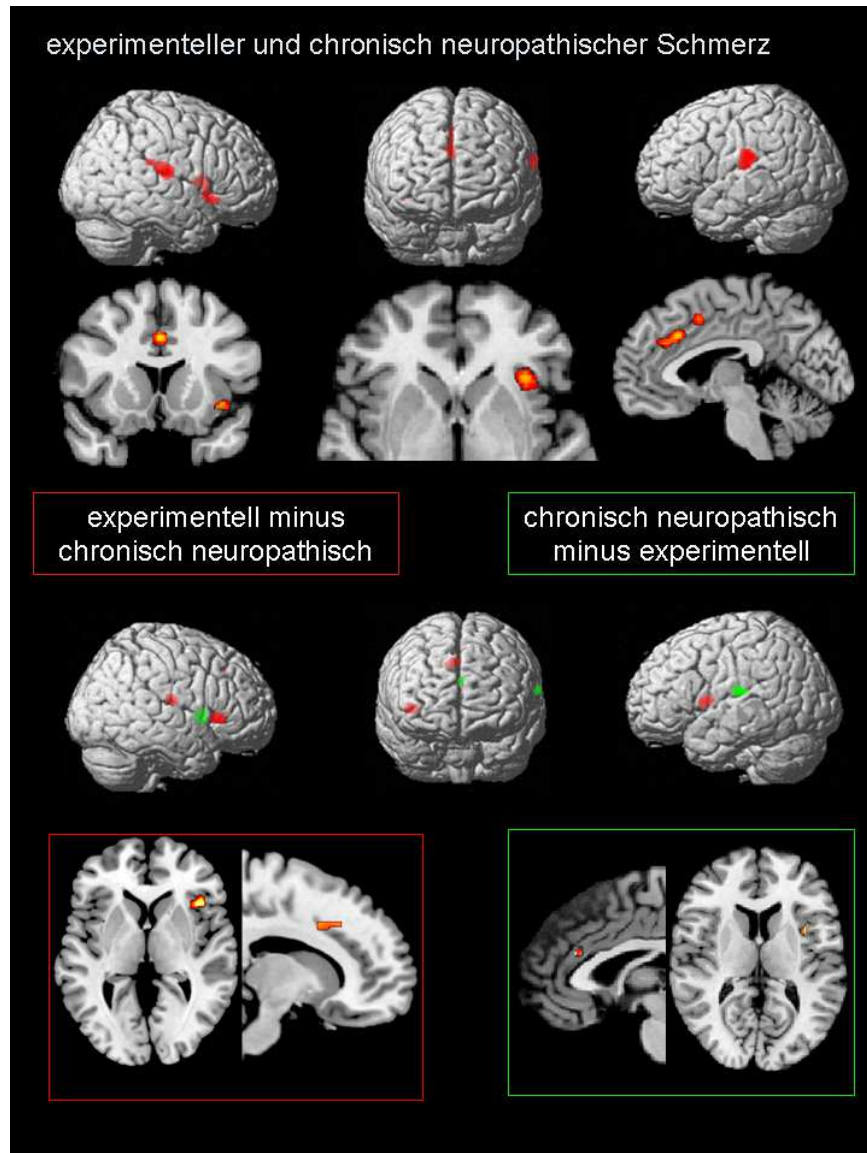 experimenteller und chronisch neuropathischer Schmerz
experimentell minus
chronisch neuropathisch
chronisch neuropathisch
minus experimentell